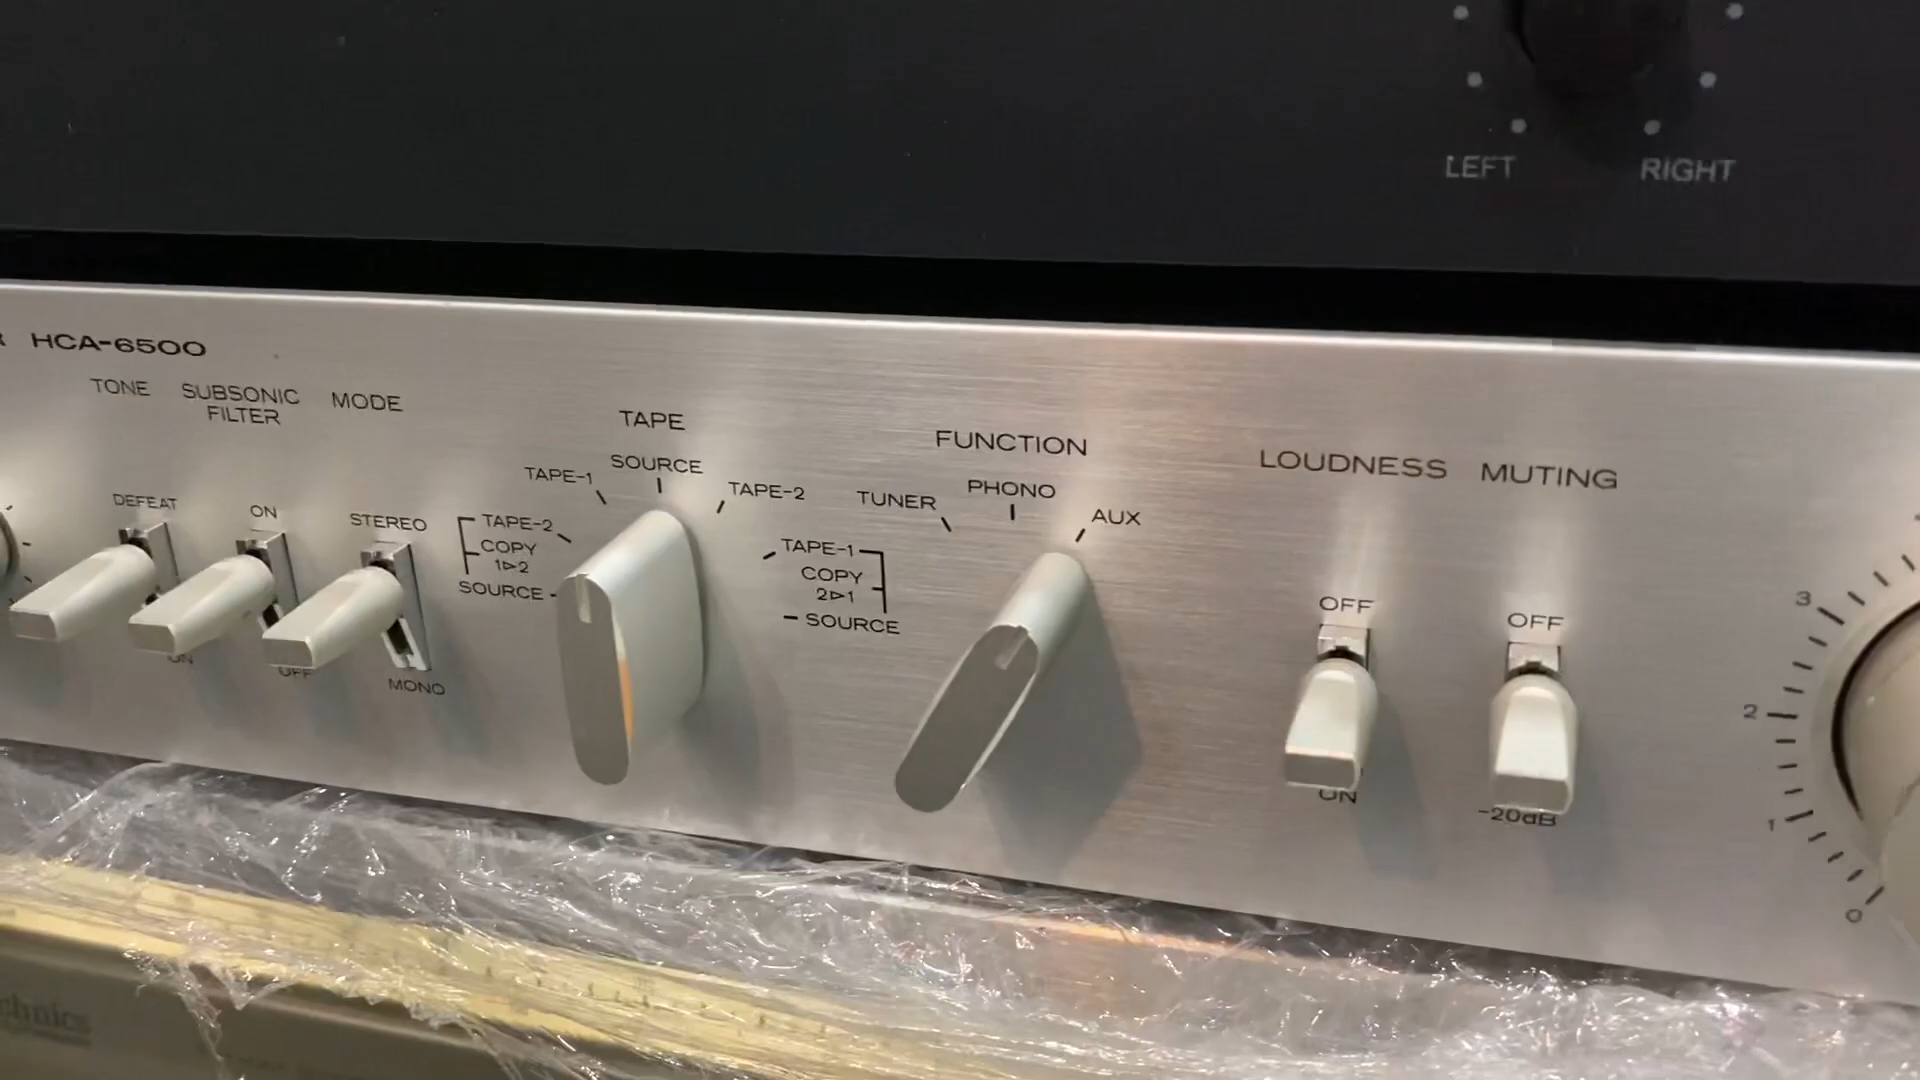 LEFT
RIGHT
HCA-6500
TONE
SUBSONIC
FILTER
MODE
DEFEAT
ON
STEREO
ON
OFF
MONO
TAPE
TAPE-1
SOURCE
TAPE-2
TAPE-2
COPY
1▷2
SOURCE
TAPE-1
COPY
2▷1
SOURCE
FUNCTION
TUNER
PHONO
AUX
LOUDNESS
OFF
ON
MUTING
OFF
-20dB
3
2
1
0